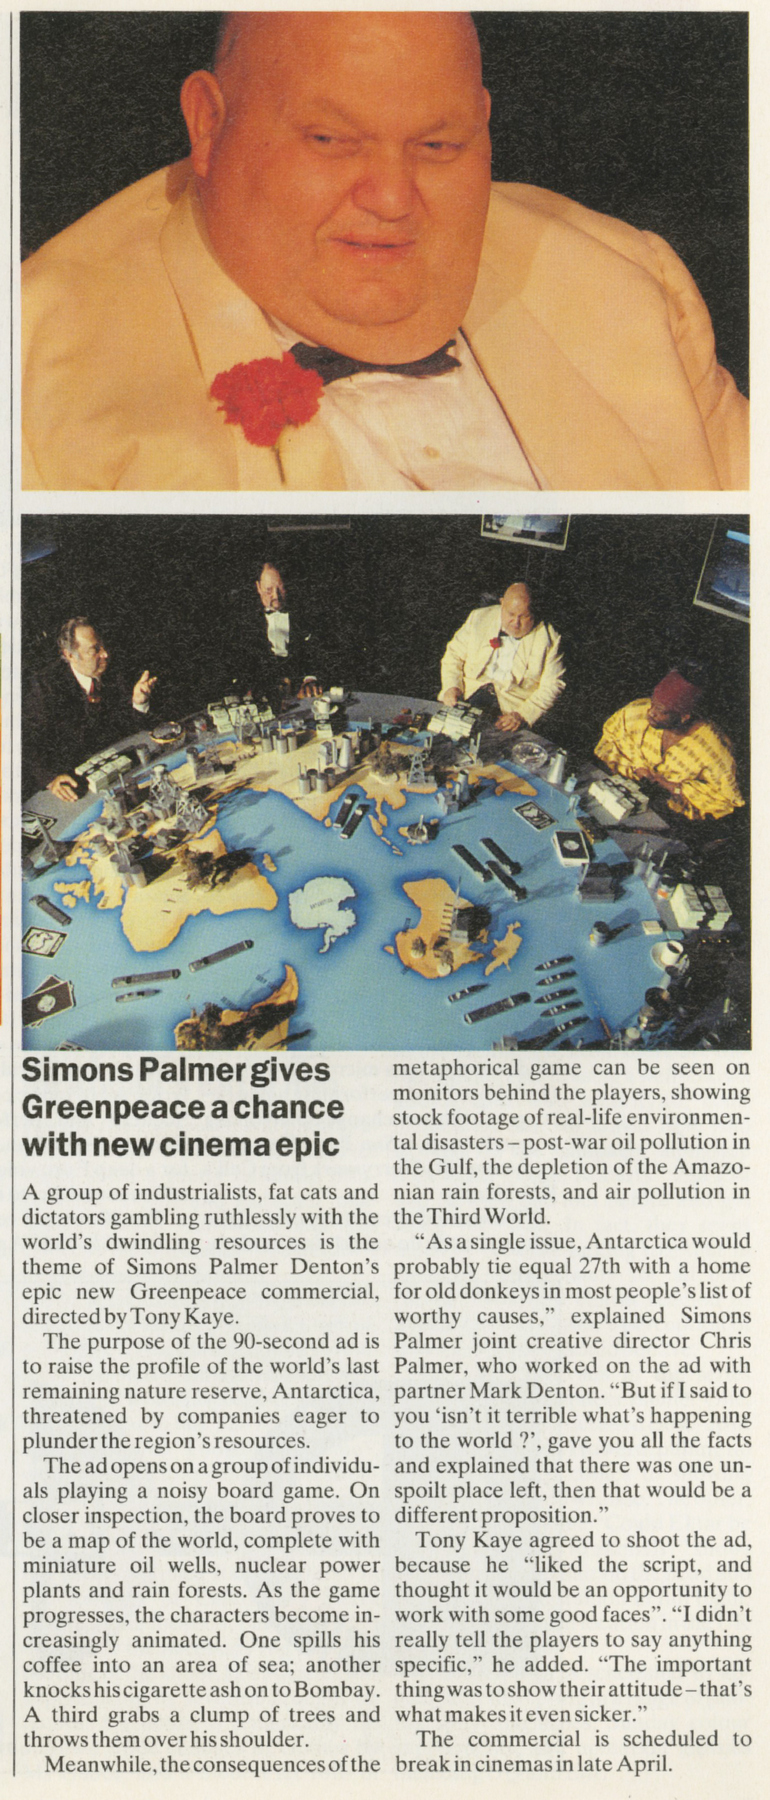 Simons Palmer gives
Greenpeace a chance
with new cinema epic
A group of industrialists, fat cats and
dictators gambling ruthlessly with the
world's dwindling resources is the
theme of Simons Palmer Denton's
epic new Greenpeace commercial,
directed by Tony Kaye.
The purpose of the 90-second ad is
to raise the profile of the world's last
remaining nature reserve, Antarctica,
threatened by companies eager to
plunder the region's resources.
The ad opens on a group of individu-
als playing a noisy board game. On
closer inspection, the board proves to
be a map of the world, complete with
miniature oil wells, nuclear power
plants and rain forests. As the game
progresses, the characters become in-
creasingly animated. One spills his
coffee into an area of sea; another
knocks his cigarette ash on to Bombay.
A third grabs a clump of trees and
throws them over his shoulder.
Meanwhile, the consequences of the
metaphorical game can be seen on
monitors behind the players, showing
stock footage of real-life environmen-
tal disasters – post-war oil pollution in
the Gulf, the depletion of the Amazo-
nian rain forests, and air pollution in
the Third World.
"As a single issue, Antarctica would
probably tie equal 27th with a home
for old donkeys in most people's list of
worthy causes," explained Simons
Palmer joint creative director Chris
Palmer, who worked on the ad with
partner Mark Denton. "But if I said to
you 'isn't it terrible what's happening
to the world ?', gave you all the facts
and explained that there was one un-
spoilt place left, then that would be a
different proposition."
Tony Kaye agreed to shoot the ad,
because he "liked the script, and
thought it would be an opportunity to
work with some good faces". "I didn't
really tell the players to say anything
specific," he added. "The important
thing was to show their attitude – that's
what makes it even sicker."
The commercial is scheduled to
break in cinemas in late April.